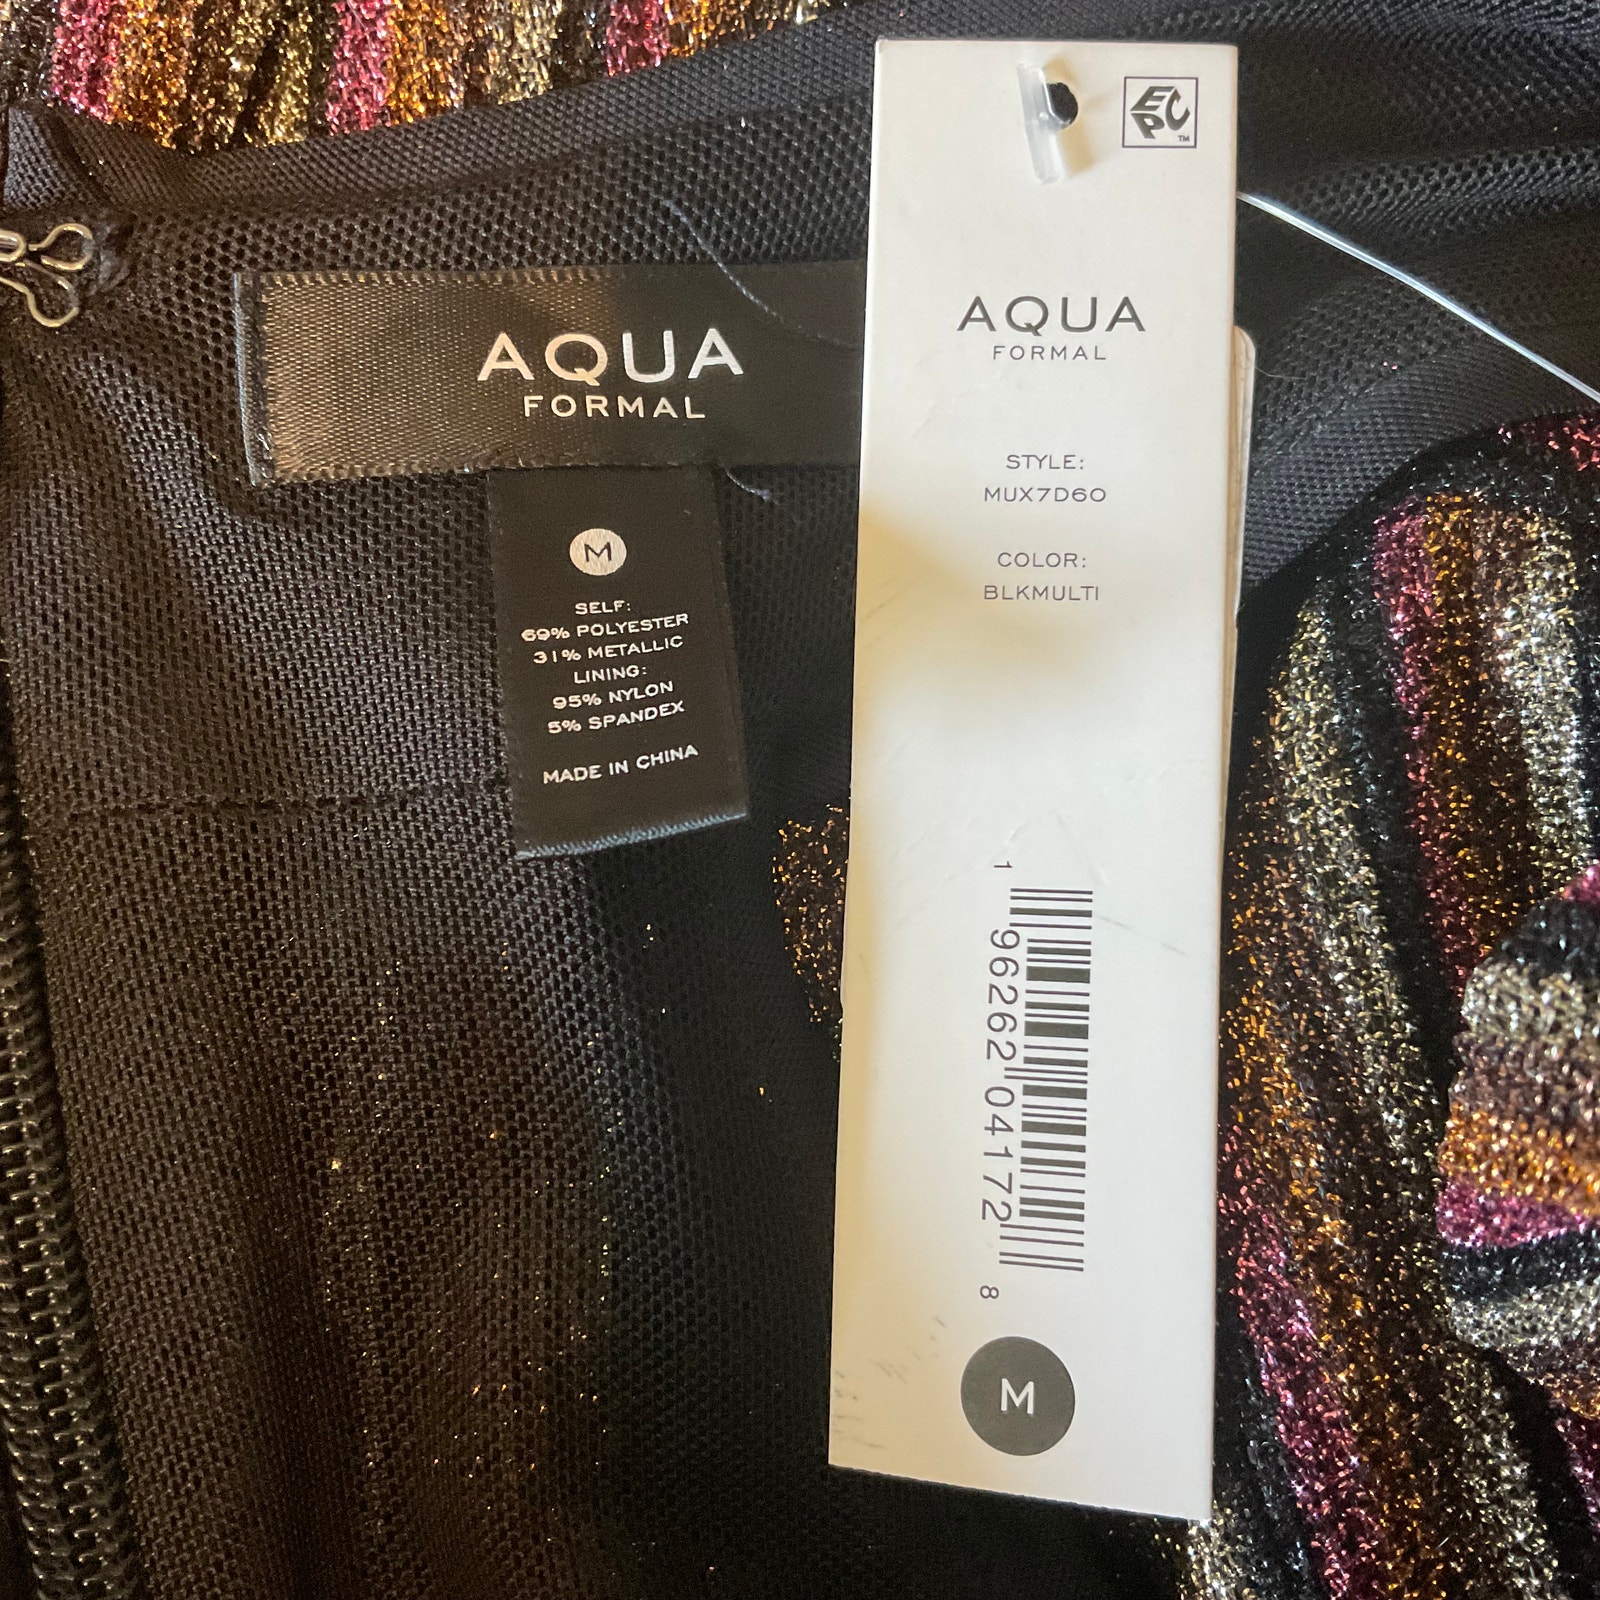 AQUA
FORMAL
M
SELF:
69% POLYESTER
31% METALLIC
LINING:
95% NYLON
5% SPANDEX
MADE IN CHINA
EPC™
AQUA
FORMAL
STYLE:
MUX7D60
COLOR:
BLKMULTI
1 96262 04172 8
M